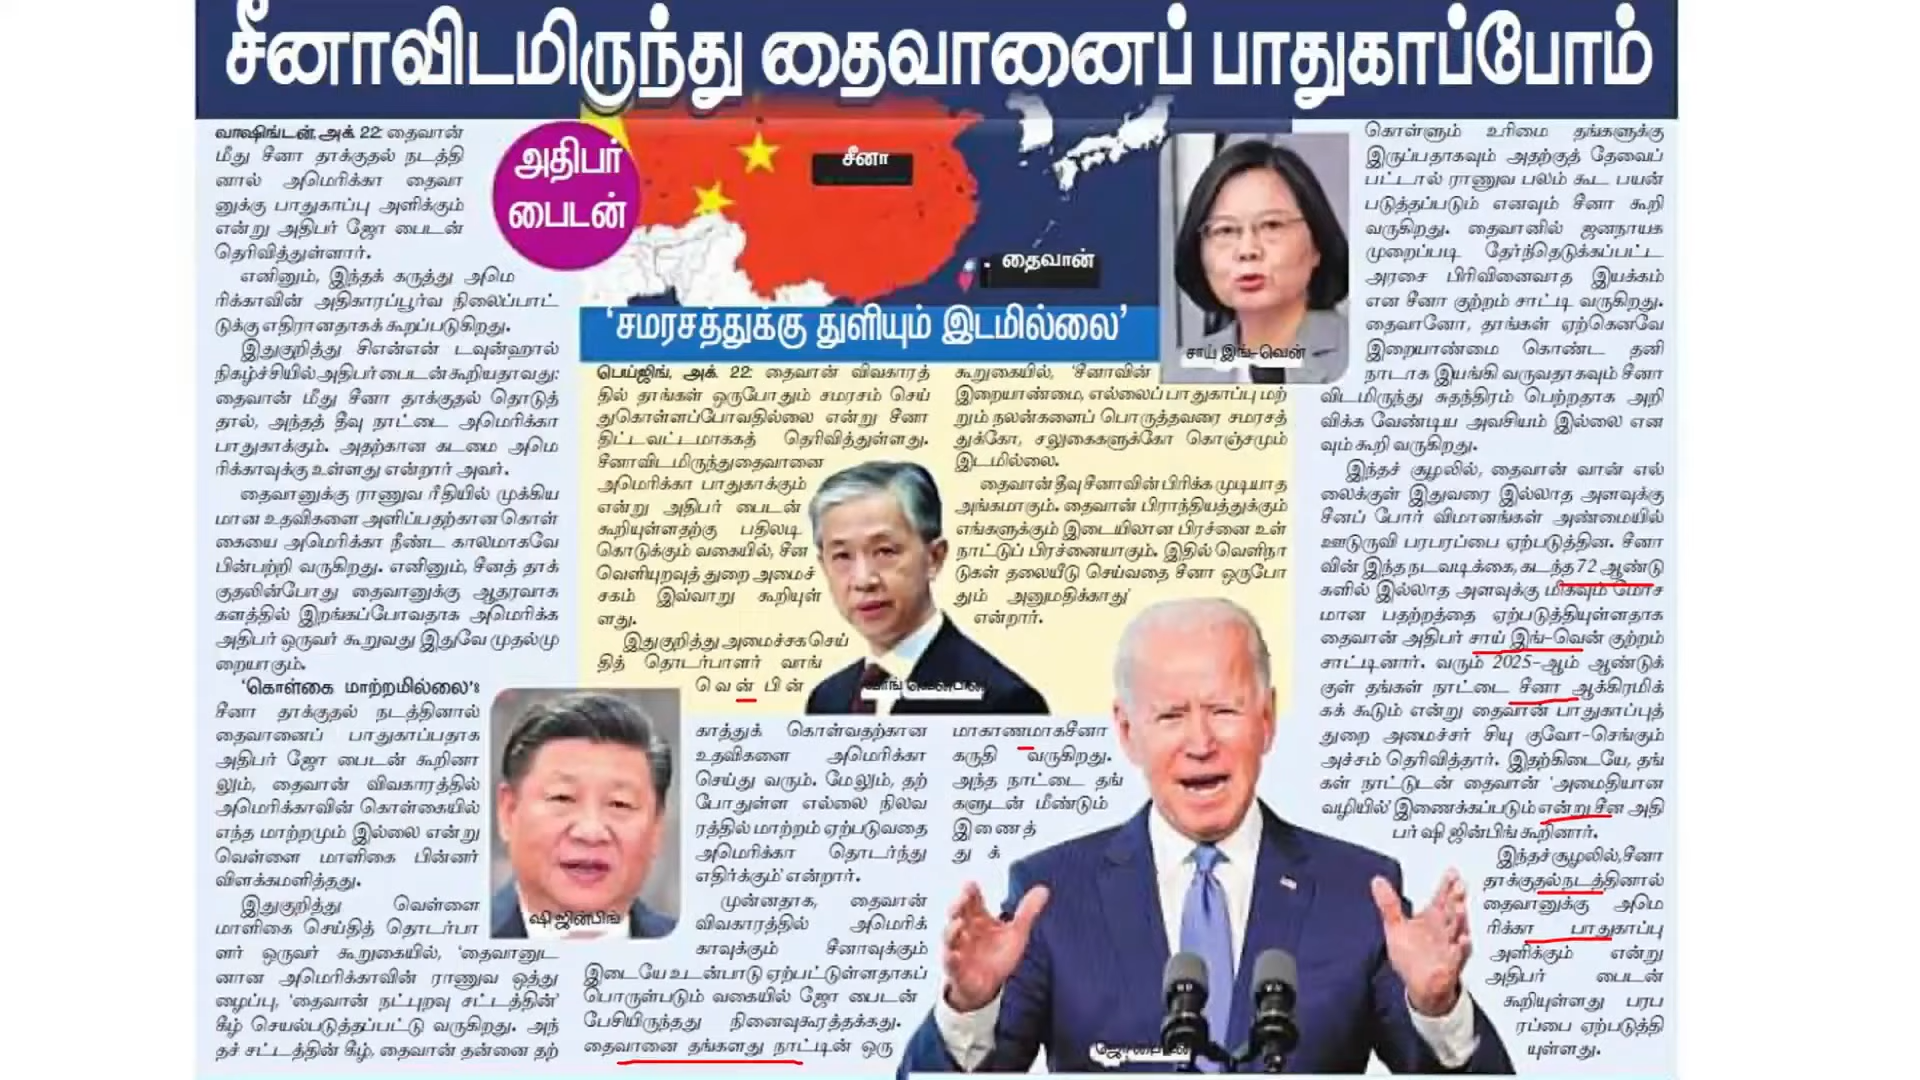 சீனாவிடமிருந்து தைவானைப் பாதுகாப்போம்
அதிபர்
பைடன்
சீனா
தைவான்
வாஷிங்டன், அக் 22: தைவான்
மீது சீனா தாக்குதல் நடத்தி
னால் அமெரிக்கா தைவா
னுக்கு பாதுகாப்பு அளிக்கும்
என்று அதிபர் ஜோ பைடன்
தெரிவித்துள்ளார்.
எனினும், இந்தக் கருத்து அமெ
ரிக்காவின் அதிகாரப்பூர்வ நிலைப்பாட்
டுக்கு எதிரானதாகக் கூறப்படுகிறது.
இதுகுறித்து சிஎன்என் டவுன்ஹால்
நிகழ்ச்சியில் அதிபர் பைடன் கூறியதாவது:
தைவான் மீது சீனா தாக்குதல் தொடுத்
தால், அந்தத் தீவு நாட்டை அமெரிக்கா
பாதுகாக்கும். அதற்கான கடமை அமெ
ரிக்காவுக்கு உள்ளது என்றார் அவர்.
தைவானுக்கு ராணுவ ரீதியில் முக்கிய
மான உதவிகளை அளிப்பதற்கான கொள்
கையை அமெரிக்கா நீண்ட காலமாகவே
பின்பற்றி வருகிறது. எனினும், சீனத் தாக்
குதலின்போது தைவானுக்கு ஆதரவாக
களத்தில் இறங்கப்போவதாக அமெரிக்க
அதிபர் ஒருவர் கூறுவது இதுவே முதல்மு
றையாகும்.
'கொள்கை மாற்றமில்லை':
சீனா தாக்குதல் நடத்தினால்
தைவானைப் பாதுகாப்பதாக
அதிபர் ஜோ பைடன் கூறினா
லும், தைவான் விவகாரத்தில்
அமெரிக்காவின் கொள்கையில்
எந்த மாற்றமும் இல்லை என்று
வெள்ளை மாளிகை பின்னர்
விளக்கமளித்தது.
இதுகுறித்து வெள்ளை
மாளிகை செய்தித் தொடர்பா
ளர் ஒருவர் கூறுகையில், 'தைவானுட
னான அமெரிக்காவின் ராணுவ ஒத்து
ழைப்பு, 'தைவான் நட்புறவு சட்டத்தின்'
கீழ் செயல்படுத்தப்பட்டு வருகிறது. அந்
தச் சட்டத்தின் கீழ், தைவான் தன்னை தற்
ஷி ஜின்பிங்
'சமரசத்துக்கு துளியும் இடமில்லை'
பெய்ஜிங், அக் 22: தைவான் விவகாரத்
தில் தாங்கள் ஒருபோதும் சமரசம் செய்
துகொள்ளப்போவதில்லை என்று சீனா
திட்டவட்டமாகத் தெரிவித்துள்ளது.
சீனாவிடமிருந்து தைவானை
அமெரிக்கா பாதுகாக்கும்
என்று அதிபர் பைடன்
கூறியுள்ளதற்கு பதிலடி
கொடுக்கும் வகையில், சீன
வெளியுறவுத் துறை அமைச்
சகம் இவ்வாறு கூறியுள்
ளது.
இதுகுறித்து அமைச்சக செய்
தித் தொடர்பாளர் வாங்
வென் பின்
கூறுகையில், 'சீனாவின்
இறையாண்மை, எல்லைப் பாதுகாப்பு மற்
றும் நலன்களைப் பொருத்தவரை சமரசத்
துக்கோ, சலுகைகளுக்கோ கொஞ்சமும்
இடமில்லை.
தைவான் தீவு சீனாவின் பிரிக்க முடியாத
அங்கமாகும். தைவான் பிராந்தியத்துக்கும்
எங்களுக்கும் இடையிலான பிரச்னை உள்
நாட்டுப் பிரச்னையாகும். இதில் வெளிநா
டுகள் தலையீடு செய்வதை சீனா ஒருபோ
தும் அனுமதிக்காது'
என்றார்.
காத்துக் கொள்வதற்கான
உதவிகளை அமெரிக்கா
செய்து வரும். மேலும், தற்
போதுள்ள எல்லை நிலவ
ரத்தில் மாற்றம் ஏற்படுவதை
அமெரிக்கா தொடர்ந்து
எதிர்க்கும்' என்றார்.
முன்னதாக, தைவான்
விவகாரத்தில் அமெரிக்
காவுக்கும் சீனாவுக்கும்
இடையே உடன்பாடு ஏற்பட்டுள்ளதாகப்
பொருள்படும் வகையில் ஜோ பைடன்
பேசியிருந்தது நினைவுகூரத்தக்கது.
தைவானை தங்களது நாட்டின் ஒரு
மாகாணமாக சீனா
கருதி வருகிறது.
அந்த நாட்டை தங்
களுடன் மீண்டும்
இணைத்
து க்
சாய் இங்-வென்
கொள்ளும் உரிமை தங்களுக்கு
இருப்பதாகவும் அதற்குத் தேவைப்
பட்டால் ராணுவ பலம் கூட பயன்
படுத்தப்படும் எனவும் சீனா கூறி
வருகிறது. தைவானில் ஜனநாயக
முறைப்படி தேர்ந்தெடுக்கப்பட்ட
அரசை பிரிவினைவாத இயக்கம்
என சீனா குற்றம் சாட்டி வருகிறது.
தைவானோ, தாங்கள் ஏற்கெனவே
இறையாண்மை கொண்ட தனி
நாடாக இயங்கி வருவதாகவும் சீனா
விடமிருந்து சுதந்திரம் பெற்றதாக அறி
விக்க வேண்டிய அவசியம் இல்லை என
வும் கூறி வருகிறது.
இந்தச் சூழலில், தைவான் வான் எல்
லைக்குள் இதுவரை இல்லாத அளவுக்கு
சீனப் போர் விமானங்கள் அண்மையில்
ஊடுருவி பரபரப்பை ஏற்படுத்தின. சீனா
வின் இந்த நடவடிக்கை, கடந்த 72 ஆண்டு
களில் இல்லாத அளவுக்கு மிகவும் மோச
மான பதற்றத்தை ஏற்படுத்தியுள்ளதாக
தைவான் அதிபர் சாய் இங்-வென் குற்றம்
சாட்டினார். வரும் 2025-ஆம் ஆண்டுக்
குள் தங்கள் நாட்டை சீனா ஆக்கிரமிக்
கக் கூடும் என்று தைவான் பாதுகாப்புத்
துறை அமைச்சர் சியு குவோ-செங்கும்
அச்சம் தெரிவித்தார். இதற்கிடையே, தங்
கள் நாட்டுடன் தைவான் 'அமைதியான
வழியில்' இணைக்கப்படும் என்று சீன அதி
பர் ஷி ஜின்பிங் கூறினார்.
இந்தச் சூழலில், சீனா
தாக்குதல் நடத்தினால்
தைவானுக்கு அமெ
ரிக்கா பாதுகாப்பு
அளிக்கும் என்று
அதிபர் பைடன்
கூறியுள்ளது பரப
ரப்பை ஏற்படுத்தி
யுள்ளது.